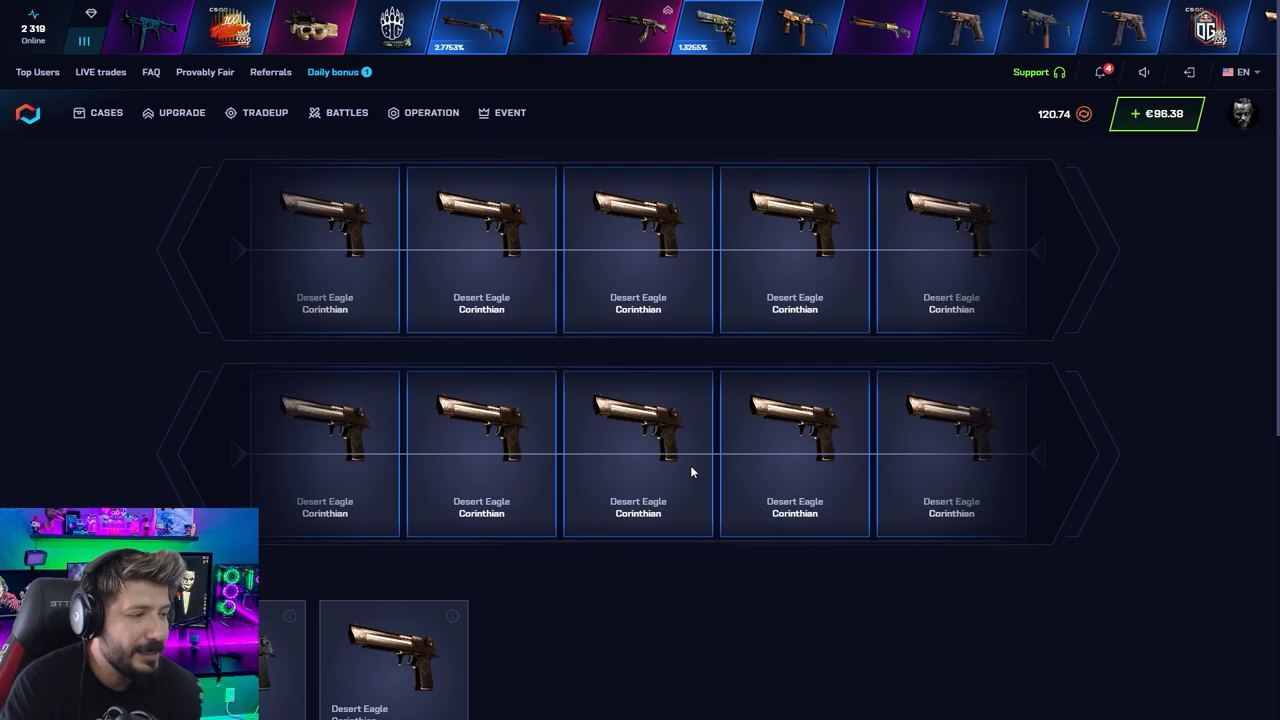 2 319
Online
2.7753%
1.3255%
Top Users
LIVE trades
FAQ
Provably Fair
Referrals
Daily bonus 1
Support
4
EN
CASES
UPGRADE
TRADEUP
BATTLES
OPERATION
EVENT
120.74
+ €96.38
Desert Eagle
Corinthian
Desert Eagle
Corinthian
Desert Eagle
Corinthian
Desert Eagle
Corinthian
Desert Eagle
Corinthian
Desert Eagle
Corinthian
Desert Eagle
Corinthian
Desert Eagle
Corinthian
Desert Eagle
Corinthian
Desert Eagle
Corinthian
Desert Eagle
Corinthian